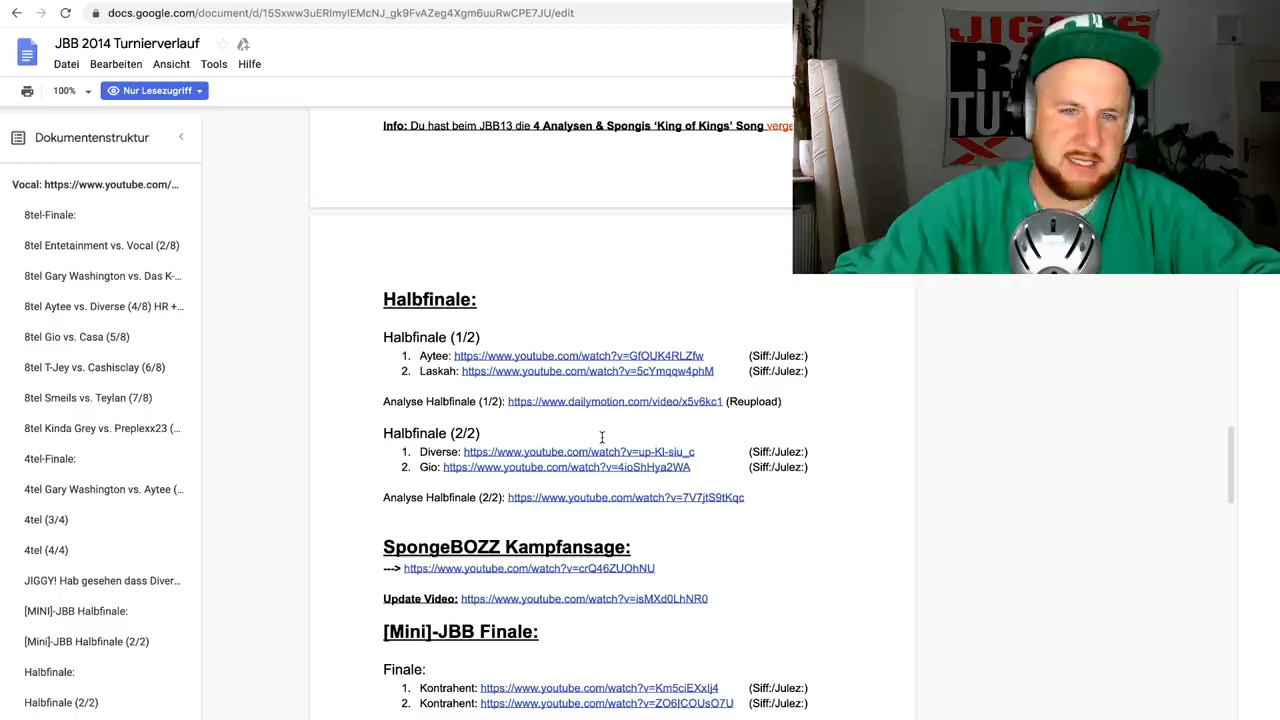 docs.google.com/document/d/15Sxww3uERImyIEMcNJ_gk9FvAZeg4Xgm6uuRwCPE7JU/edit
JBB 2014 Turnierverlauf
Datei Bearbeiten Ansicht Tools Hilfe
100% Nur Lesezugriff
Dokumentenstruktur
Vocal: https://www.youtube.com/...
8tel-Finale:
8tel Entetainment vs. Vocal (2/8)
8tel Gary Washington vs. Das K-...
8tel Aytee vs. Diverse (4/8) HR +...
8tel Gio vs. Casa (5/8)
8tel T-Jey vs. Cashisclay (6/8)
8tel Smeils vs. Teylan (7/8)
8tel Kinda Grey vs. Preplexx23 (...
4tel-Finale:
4tel Gary Washington vs. Aytee (...
4tel (3/4)
4tel (4/4)
JIGGY! Hab gesehen dass Diver...
[MINI]-JBB Halbfinale:
[Mini]-JBB Halbfinale (2/2)
Halbfinale:
Halbfinale (2/2)
Info: Du hast beim JBB13 die 4 Analysen & Spongis ‘King of Kings’ Song verge
Halbfinale:
Halbfinale (1/2)
1. Aytee: https://www.youtube.com/watch?v=GfOUK4RLZfw (Siff:/Julez:)
2. Laskah: https://www.youtube.com/watch?v=5cYmqqw4phM (Siff:/Julez:)
Analyse Halbfinale (1/2): https://www.dailymotion.com/video/x5v6kc1 (Reupload)
Halbfinale (2/2)
1. Diverse: https://www.youtube.com/watch?v=up-KI-siu_c (Siff:/Julez:)
2. Gio: https://www.youtube.com/watch?v=4ioShHya2WA (Siff:/Julez:)
Analyse Halbfinale (2/2): https://www.youtube.com/watch?v=7V7jtS9tKqc
SpongeBOZZ Kampfansage:
---> https://www.youtube.com/watch?v=crQ46ZUOhNU
Update Video: https://www.youtube.com/watch?v=isMXd0LhNR0
[Mini]-JBB Finale:
Finale:
1. Kontrahent: https://www.youtube.com/watch?v=Km5ciEXxIj4 (Siff:/Julez:)
2. Kontrahent: https://www.youtube.com/watch?v=ZO6ICOUsO7U (Siff:/Julez:)